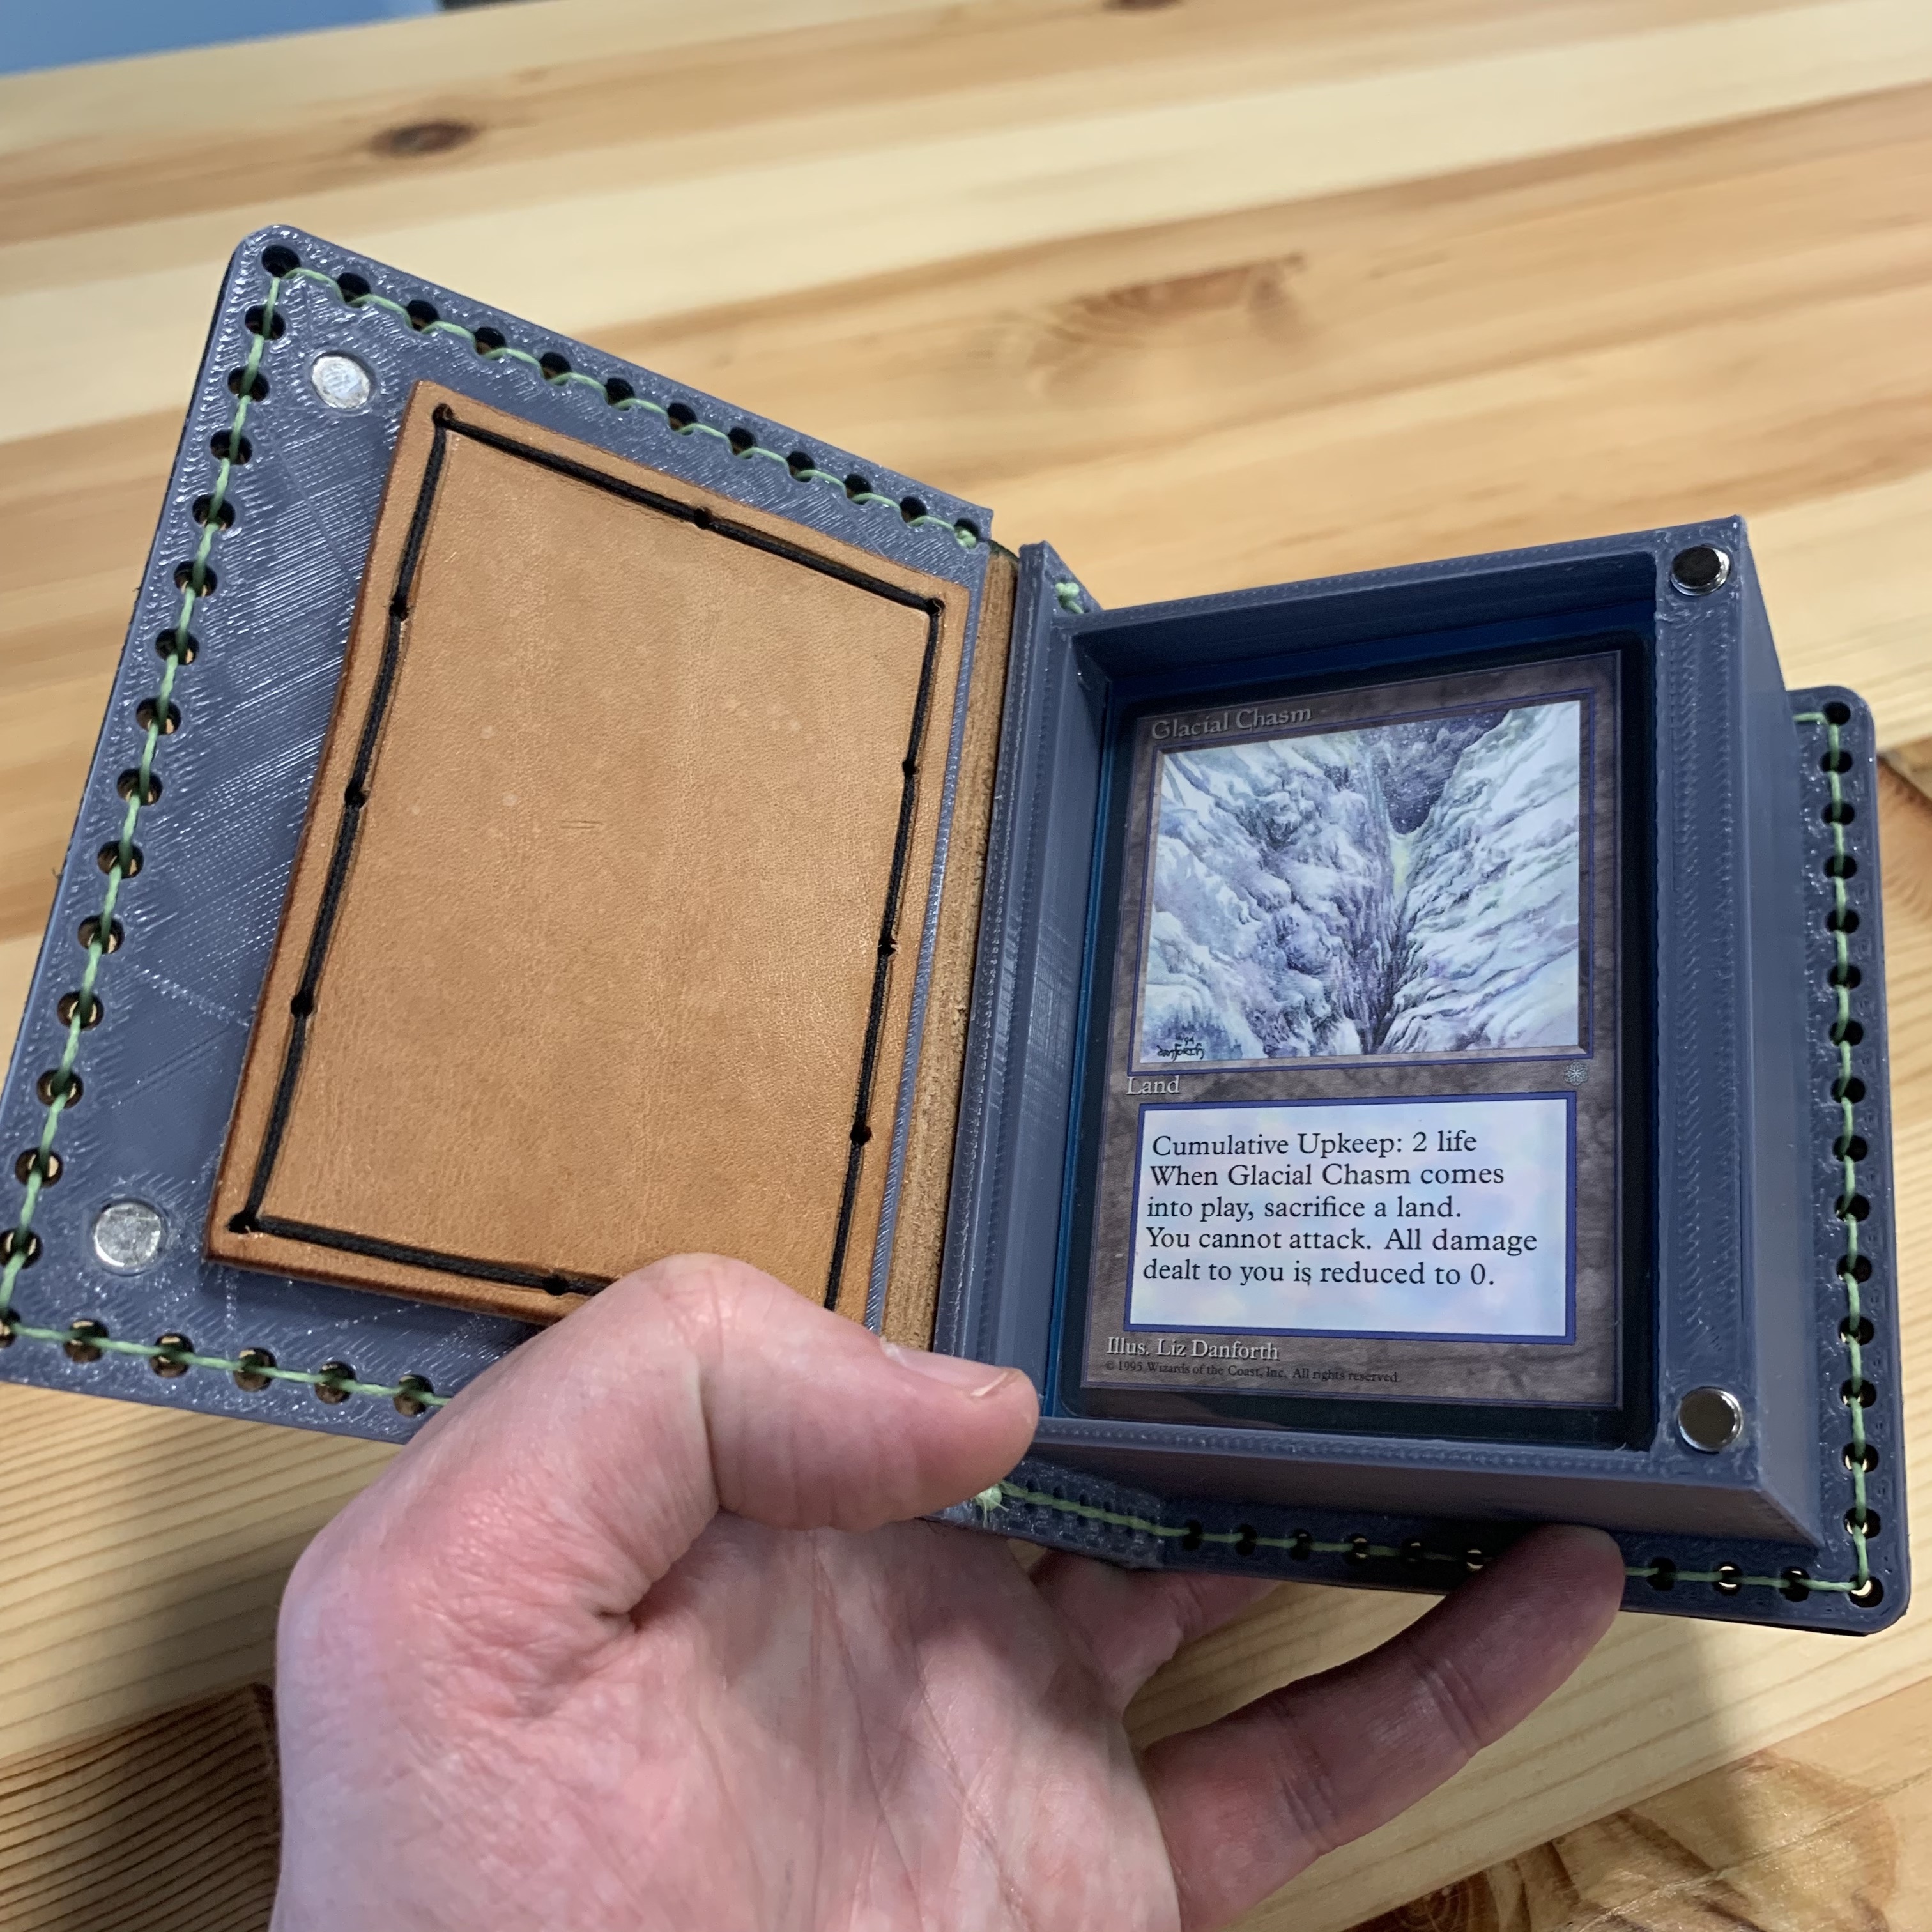 Glacial Chasm
94
Danforth
Land
Cumulative Upkeep: 2 life
When Glacial Chasm comes
into play, sacrifice a land.
You cannot attack. All damage
dealt to you is reduced to 0.
Illus. Liz Danforth
© 1995 Wizards of the Coast, Inc. All rights reserved.